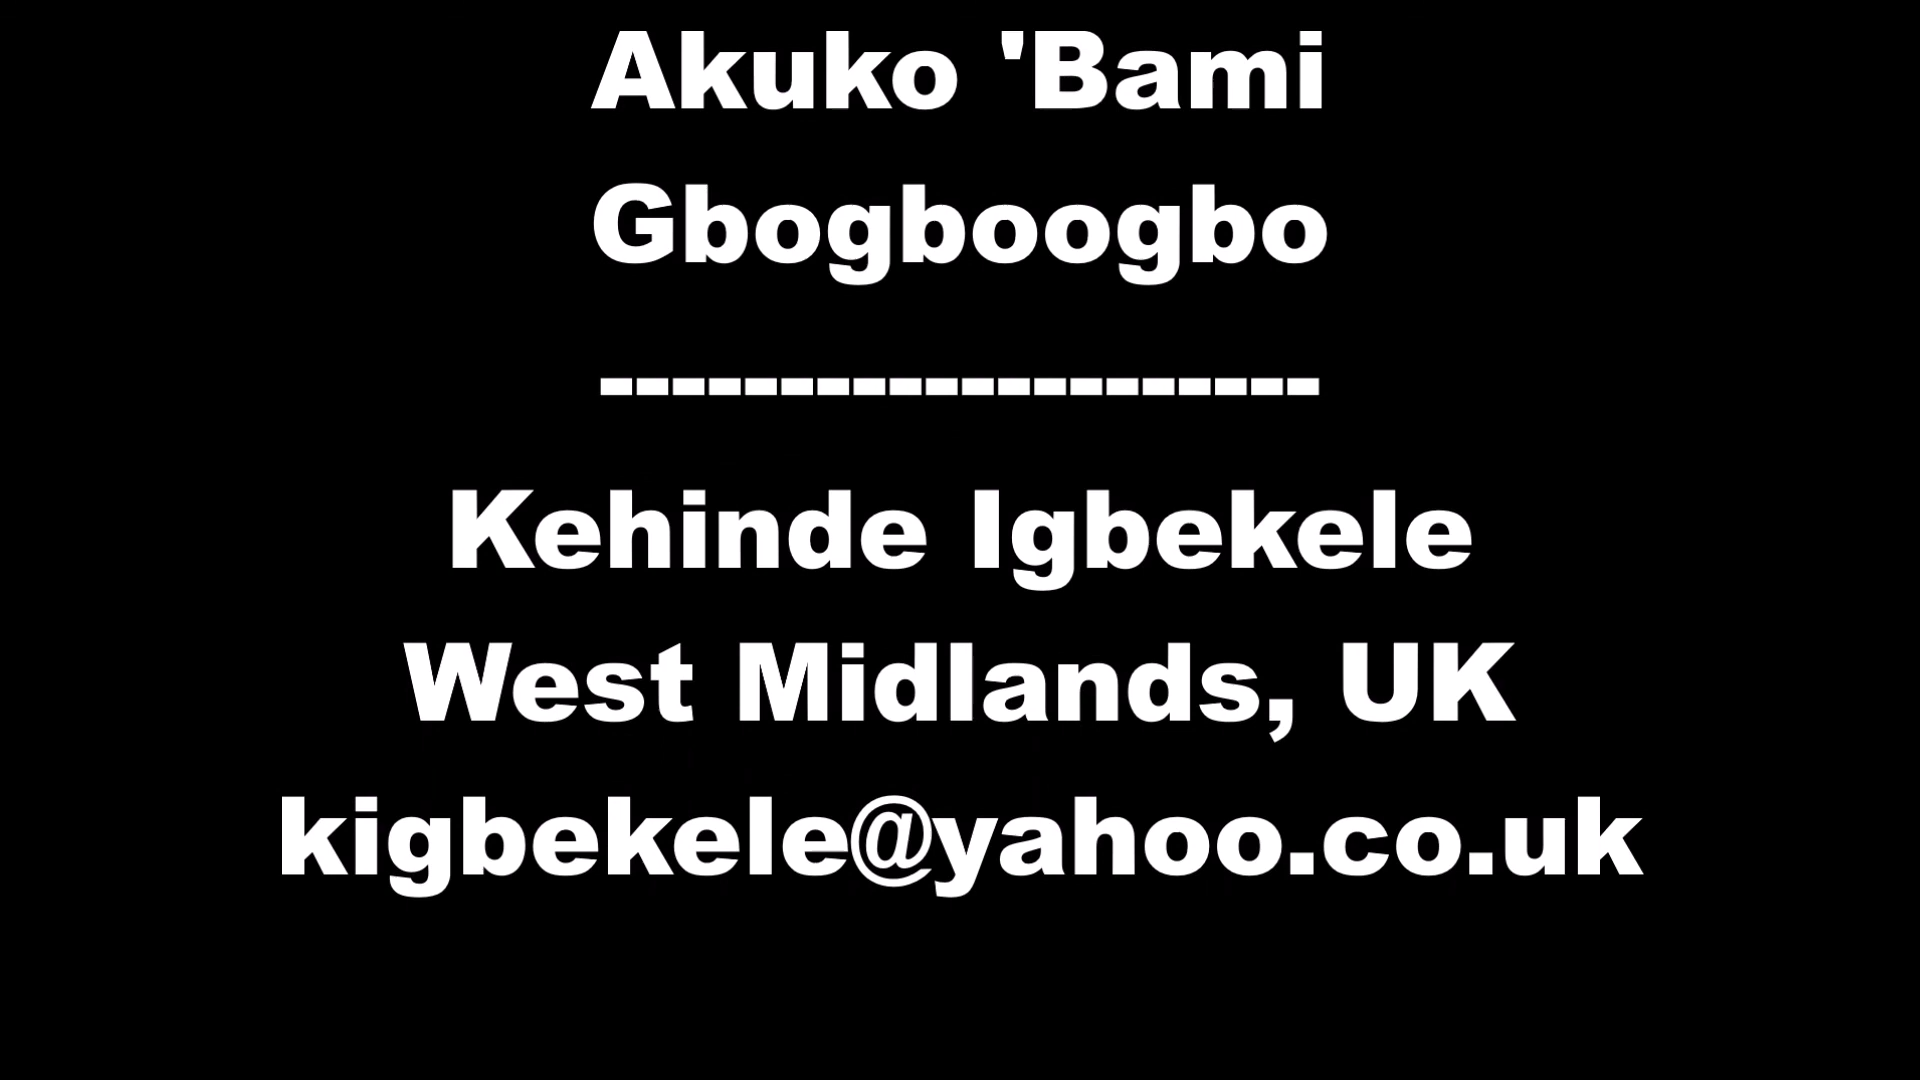 Akuko 'Bami
Gbogboogbo
--------------------
Kehinde Igbekele
West Midlands, UK
kigbekele@yahoo.co.uk